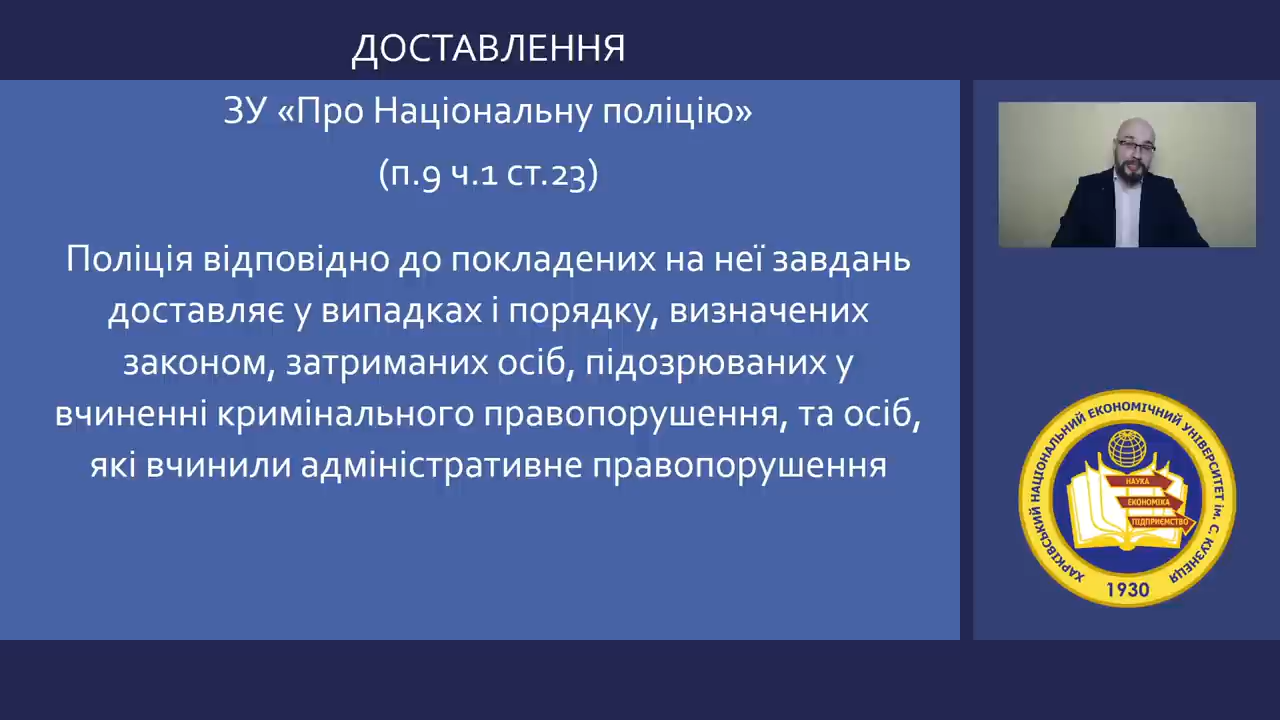 ДОСТАВЛЕННЯ
ЗУ «Про Національну поліцію»
(п.9 ч.1 ст.23)
Поліція відповідно до покладених на неї завдань
доставляє у випадках і порядку, визначених
законом, затриманих осіб, підозрюваних у
вчиненні кримінального правопорушення, та осіб,
які вчинили адміністративне правопорушення
ХАРКІВСЬКИЙ НАЦІОНАЛЬНИЙ ЕКОНОМІЧНИЙ УНІВЕРСИТЕТ ім. С. КУЗНЕЦЯ
НАУКА
ЕКОНОМІКА
ПІДПРИЄМСТВО
1930